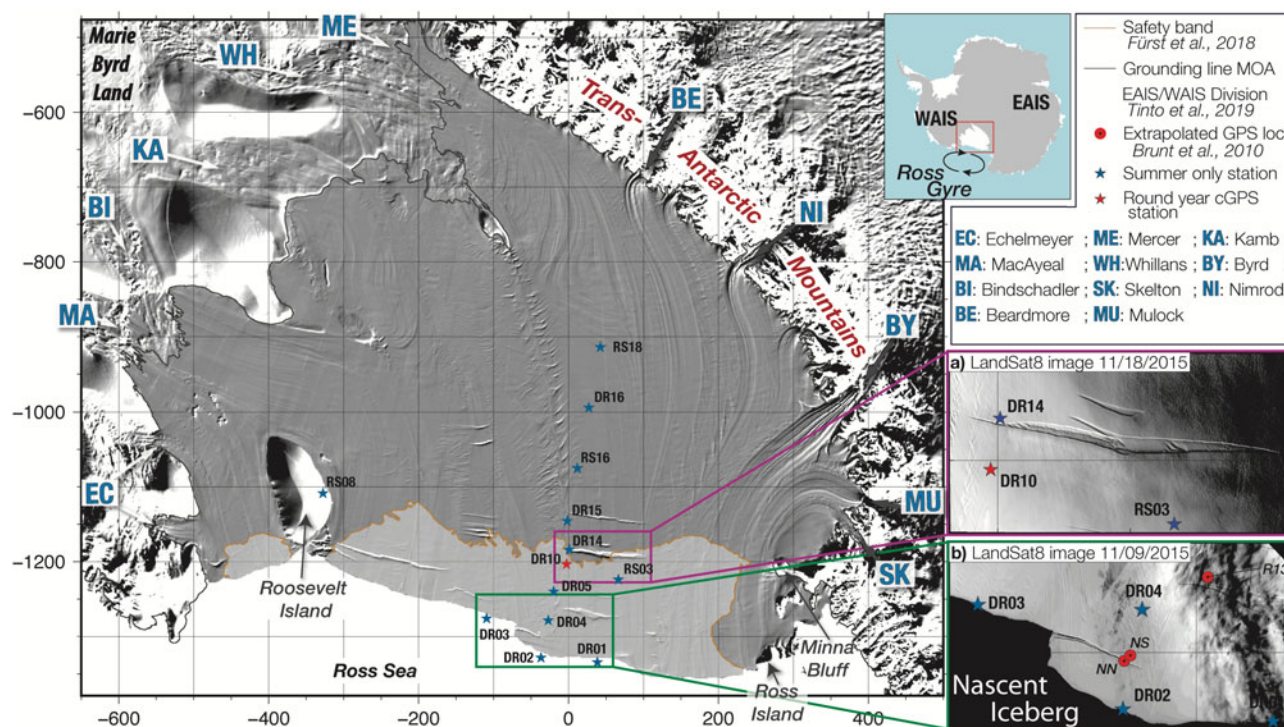 Marie
Byrd
Land
WH
ME
KA
BI
MA
EC
BE
NI
BY
MU
SK
Trans-
Antarctic
Mountains
RS18
DR16
RS16
RS08
DR15
DR14
DR10
RS03
DR05
DR04
DR03
DR02
DR01
Roosevelt
Island
Ross Sea
Minna
Bluff
Ross
Island
−600
−800
−1000
−1200
−600
−400
−200
0
200
400
WAIS
EAIS
Ross
Gyre
Safety band
Fürst et al., 2018
Grounding line MOA
EAIS/WAIS Division
Tinto et al., 2019
Extrapolated GPS loc
Brunt et al., 2010
Summer only station
Round year cGPS
station
EC: Echelmeyer ; ME: Mercer ; KA: Kamb
MA: MacAyeal ; WH:Whillans ; BY: Byrd
BI: Bindschadler ; SK: Skelton ; NI: Nimrod
BE: Beardmore ; MU: Mulock
a) LandSat8 image 11/18/2015
DR14
DR10
RS03
b) LandSat8 image 11/09/2015
DR03
DR04
NS
NN
DR02
Nascent
Iceberg